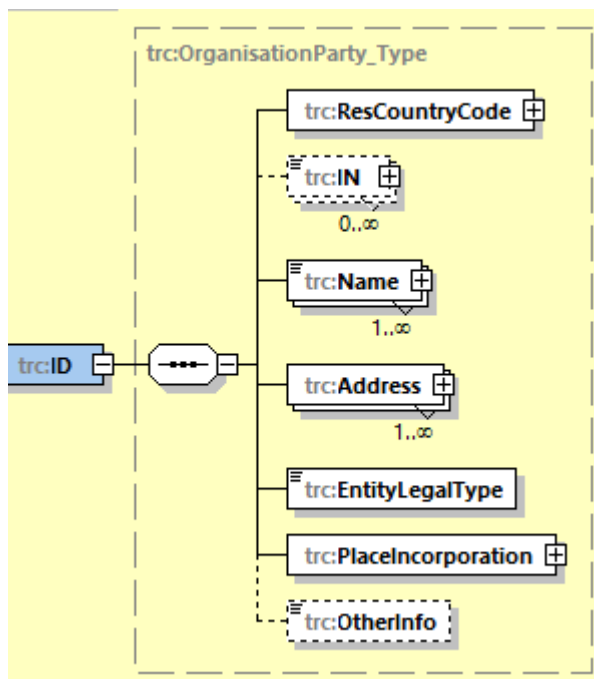 trc:OrganisationParty_Type
trc:ResCountryCode
trc:IN
0..∞
trc:Name
1..∞
trc:ID
trc:Address
1..∞
trc:EntityLegalType
trc:PlaceIncorporation
trc:OtherInfo